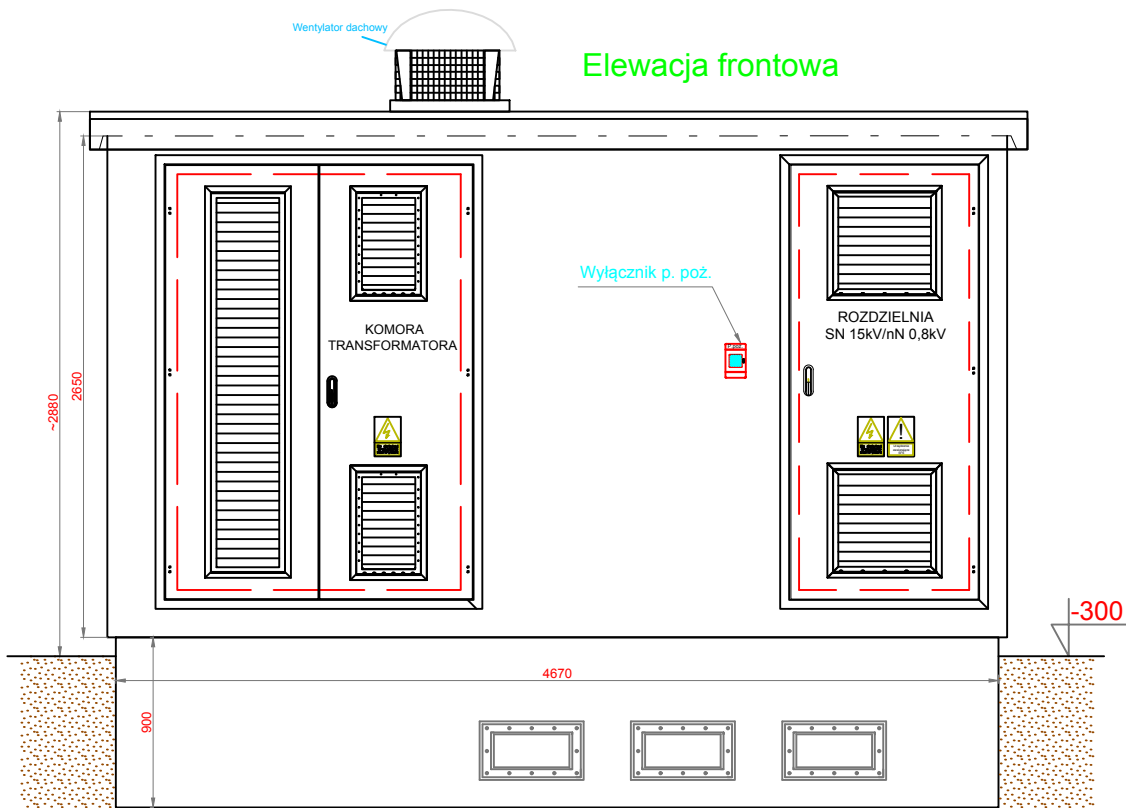 Wentylator dachowy
Elewacja frontowa
Wyłącznik p. poż.
KOMORA
TRANSFORMATORA
ROZDZIELNIA
SN 15kV/nN 0,8kV
~2880
2650
-300
4670
900